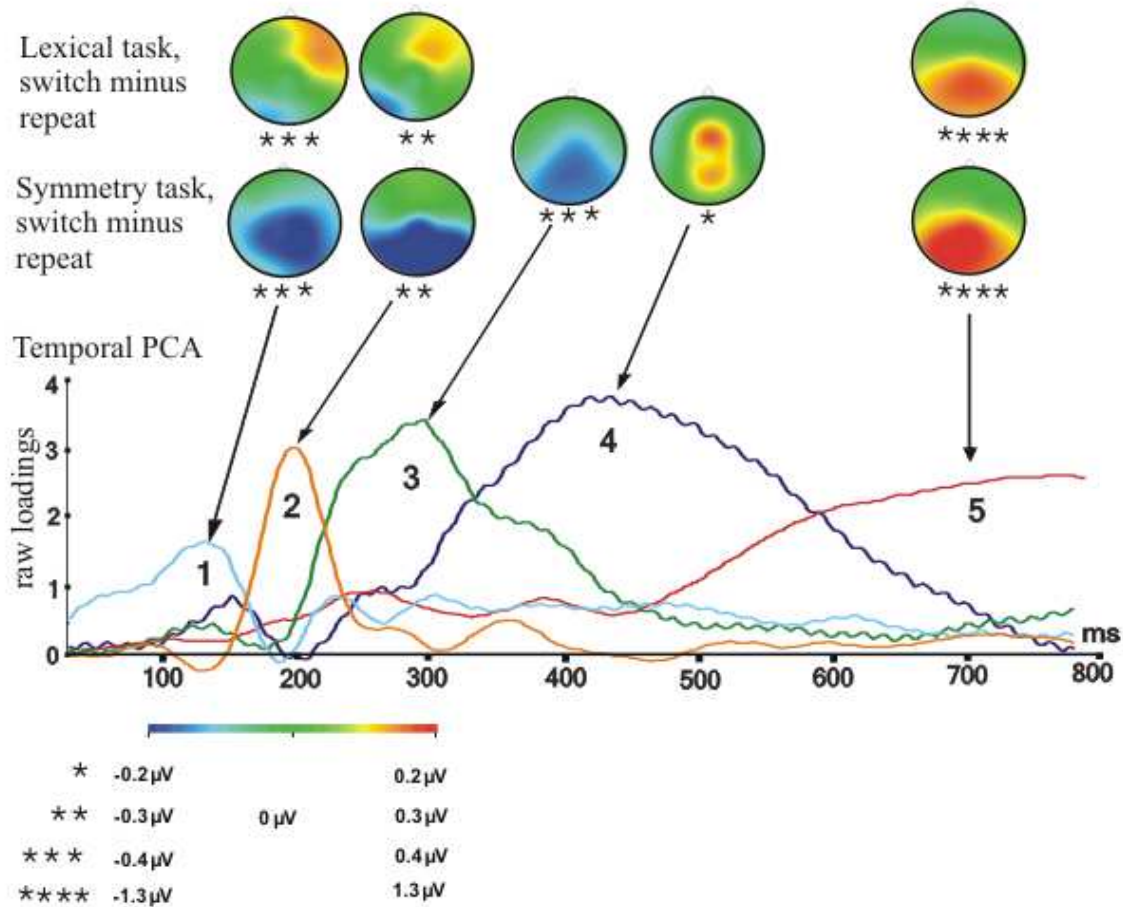 Lexical task,
switch minus
repeat
*** ** ****
*** *
Symmetry task,
switch minus
repeat
*** ** ****
Temporal PCA
raw loadings
4
3
2
1
0
1
2
3
4
5
ms
100 200 300 400 500 600 700 800
* -0.2µV 0.2µV
** -0.3µV 0µV 0.3µV
*** -0.4µV 0.4µV
**** -1.3µV 1.3µV